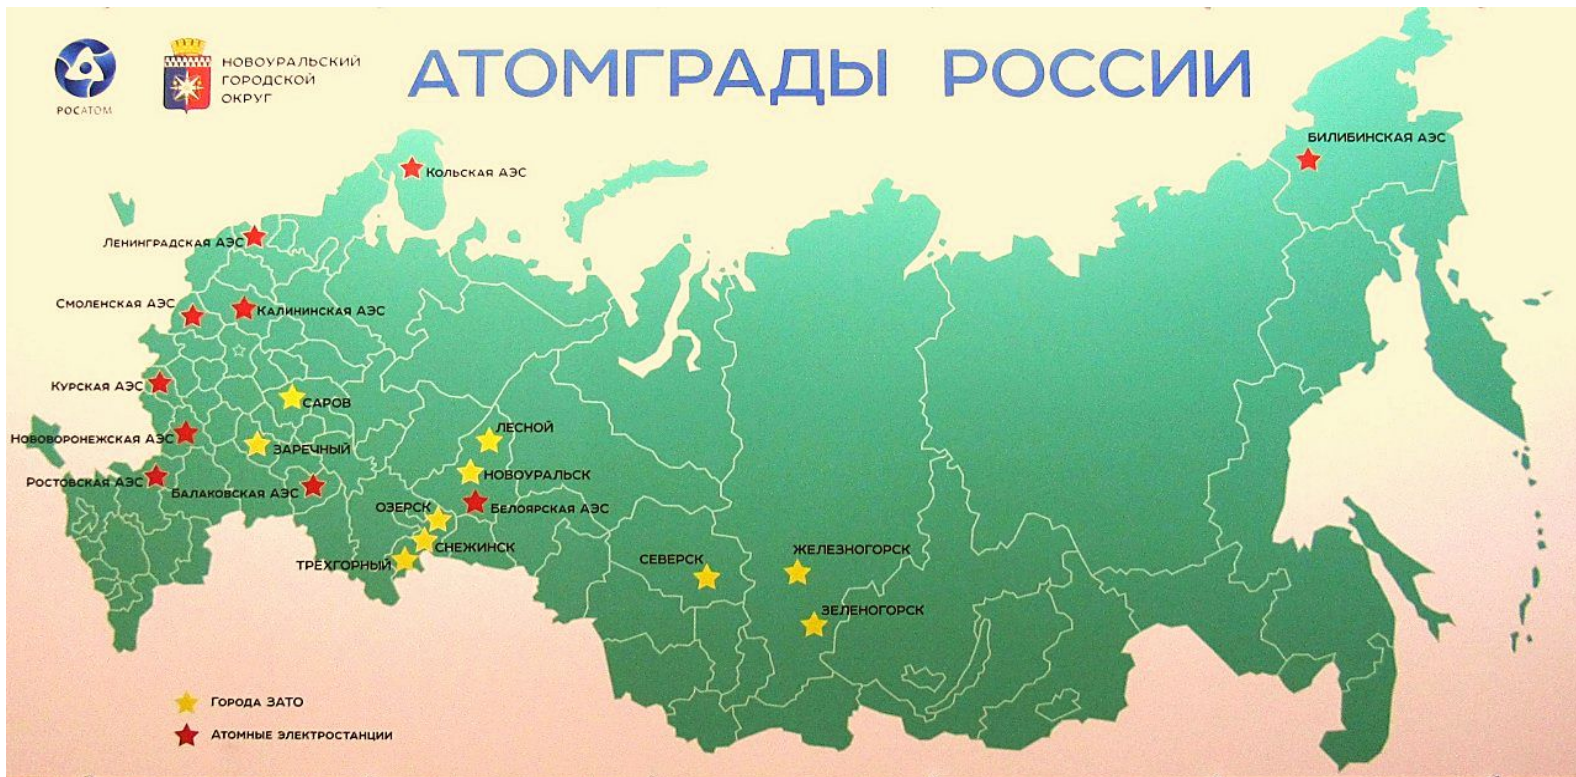 РОСАТОМ
НОВОУРАЛЬСКИЙ
ГОРОДСКОЙ
ОКРУГ
АТОМГРАДЫ РОССИИ
БИЛИБИНСКАЯ АЭС
Кольская АЭС
Ленинградская АЭС
Смоленская АЭС
Калининская АЭС
Курская АЭС
САРОВ
ЛЕСНОЙ
Нововоронежская АЭС
ЗАРЕЧНЫЙ
НОВОУРАЛЬСК
Ростовская АЭС
Балаковская АЭС
ОЗЕРСК
Белоярская АЭС
СНЕЖИНСК
ЖЕЛЕЗНОГОРСК
СЕВЕРСК
ТРЁХГОРНЫЙ
ЗЕЛЕНОГОРСК
Города ЗАТО
Атомные электростанции